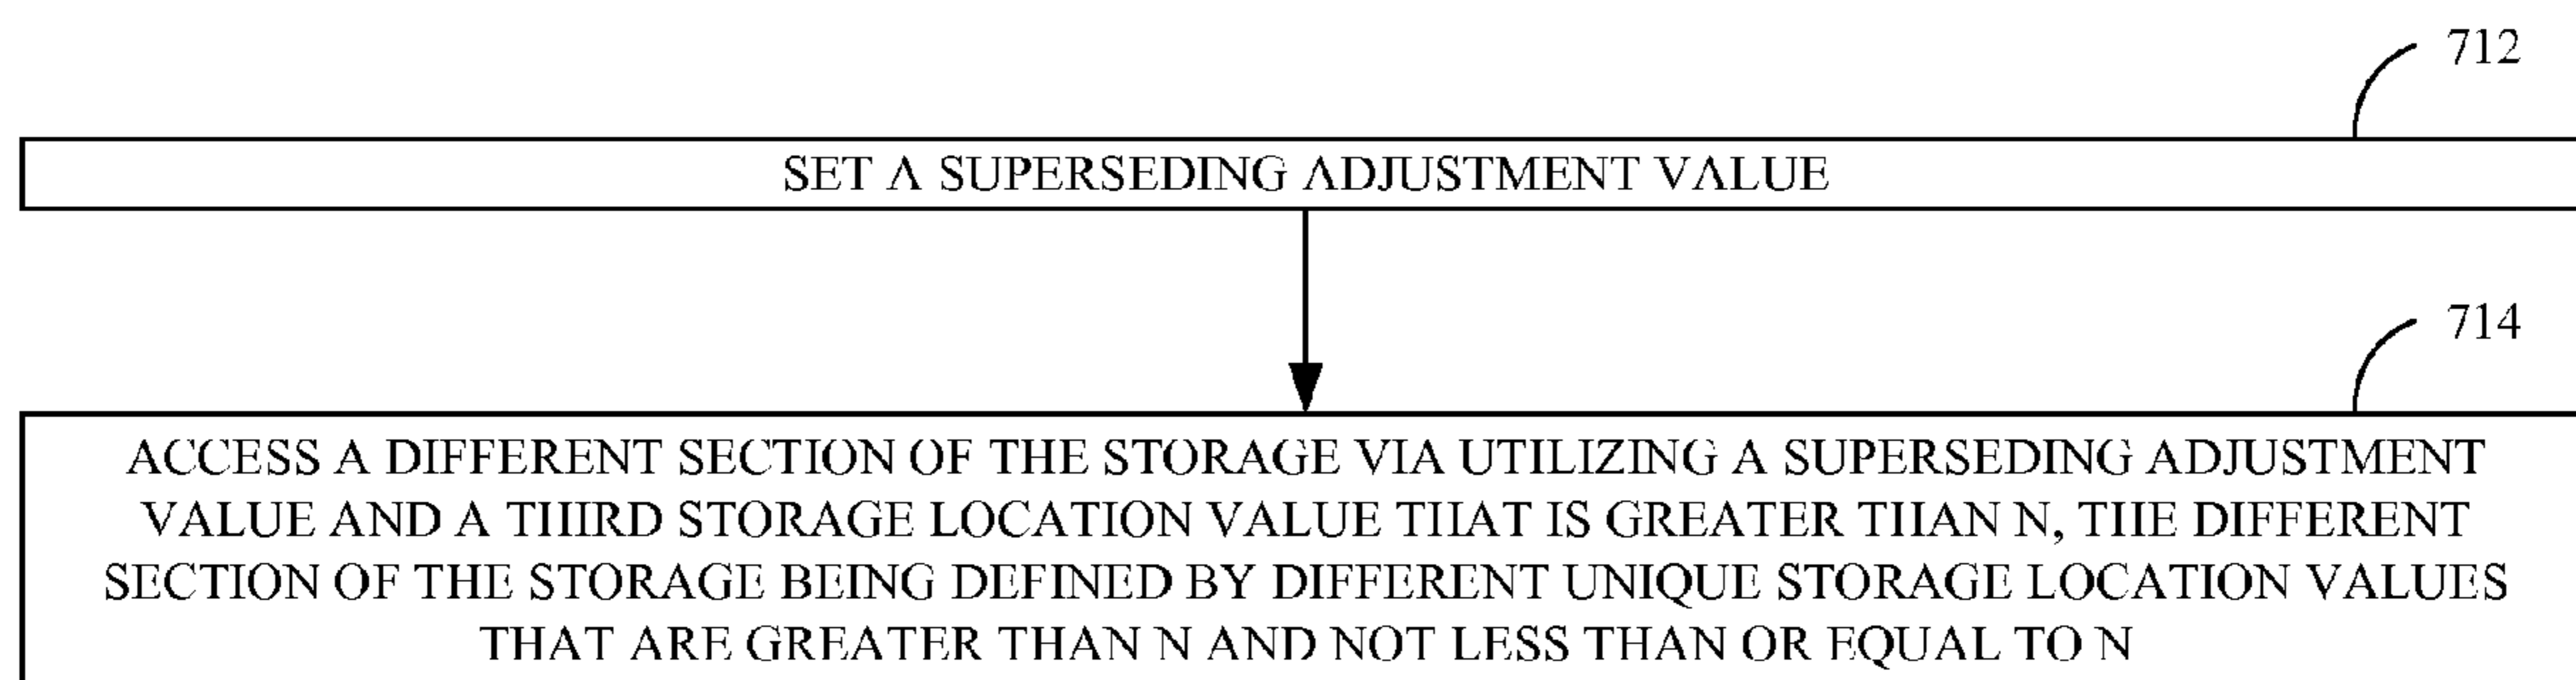 712
SET A SUPERSEDING ADJUSTMENT VALUE
714
ACCESS A DIFFERENT SECTION OF THE STORAGE VIA UTILIZING A SUPERSEDING ADJUSTMENT
VALUE AND A THIRD STORAGE LOCATION VALUE THAT IS GREATER THAN N, THE DIFFERENT
SECTION OF THE STORAGE BEING DEFINED BY DIFFERENT UNIQUE STORAGE LOCATION VALUES
THAT ARE GREATER THAN N AND NOT LESS THAN OR EQUAL TO N